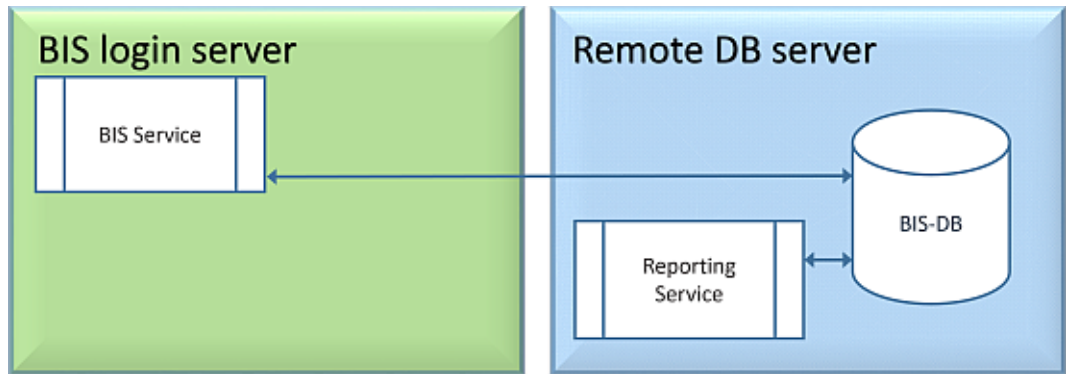 BIS login server
BIS Service
Remote DB server
BIS-DB
Reporting
Service